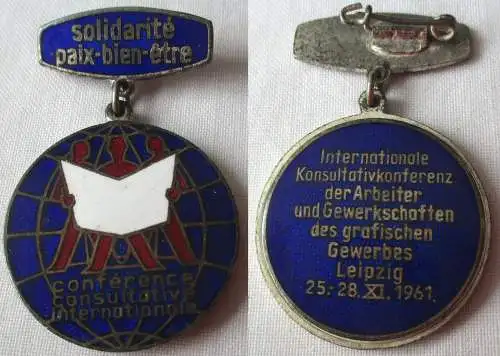 solidarité
paix-bien-être
conférence
consultative
internationale
Internationale
Konsultativkonferenz
der Arbeiter
und Gewerkschaften
des grafischen
Gewerbes
Leipzig
25.-28. XI. 1961.